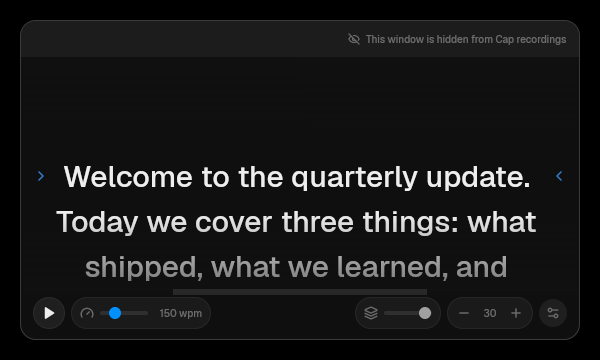 This window is hidden from Cap recordings
Welcome to the quarterly update.
Today we cover three things: what
shipped, what we learned, and
150 wpm
30